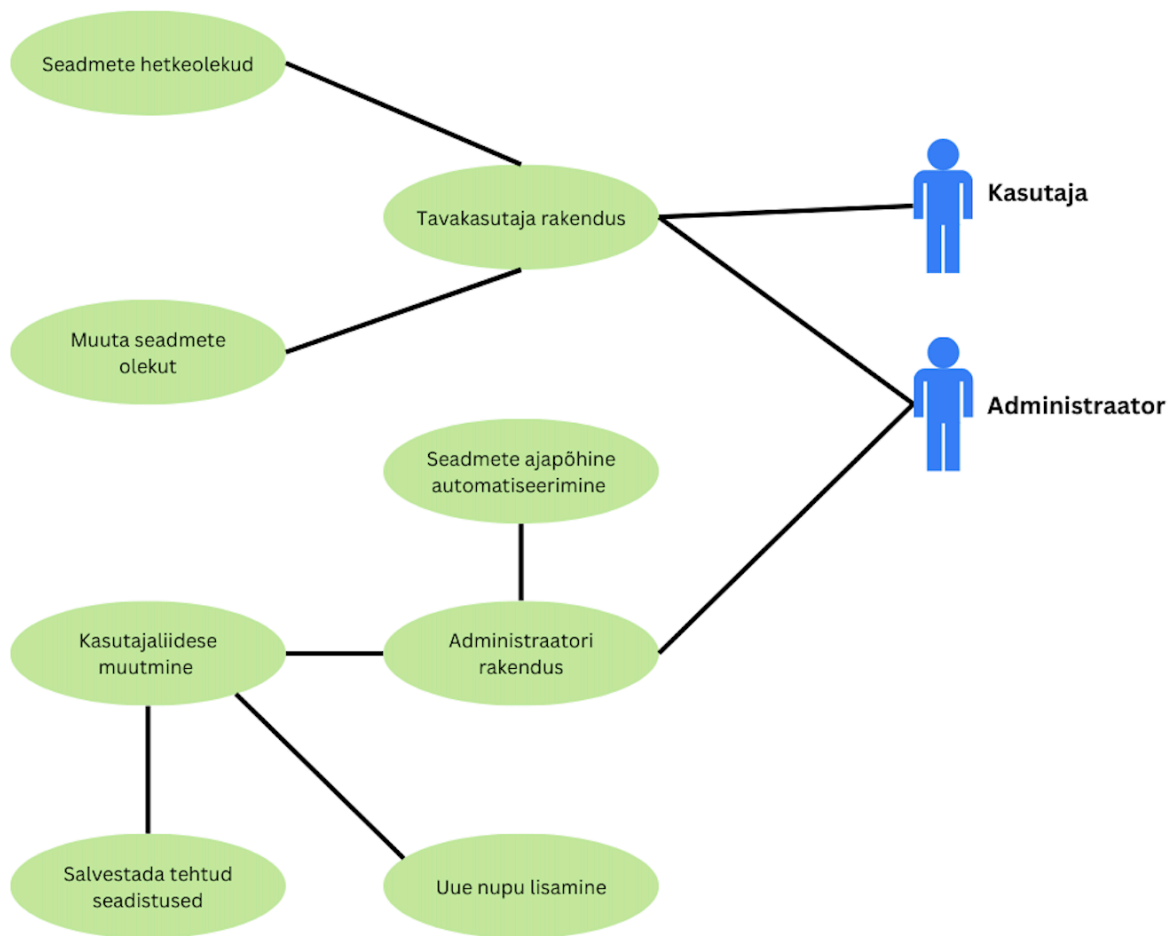 Seadmete hetkeolekud
Tavakasutaja rakendus
Kasutaja
Muuta seadmete
olekut
Administraator
Seadmete ajapõhine
automatiseerimine
Kasutajaliidese
muutmine
Administraatori
rakendus
Salvestada tehtud
seadistused
Uue nupu lisamine